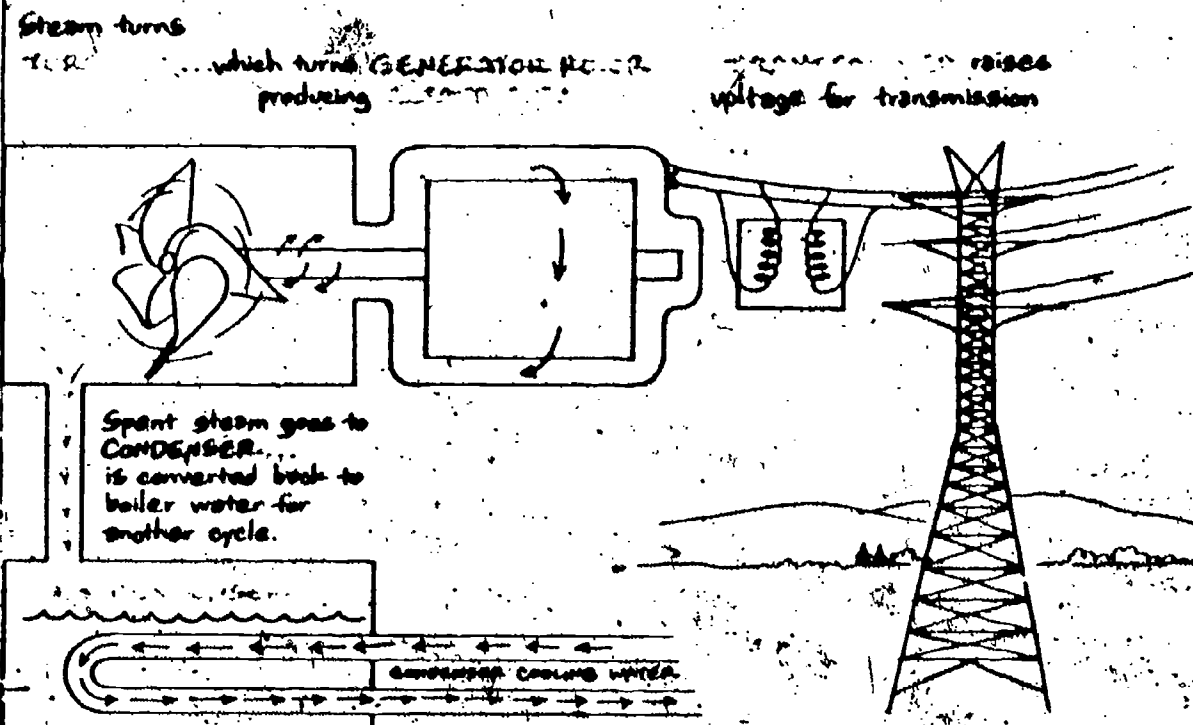 Steam turns
...which turns GENERATOR ROTOR
producing
raises
voltage for transmission
Spent steam goes to
CONDENSER...
is converted back to
boiler water for
another cycle.
CONDENSER COOLING WATER